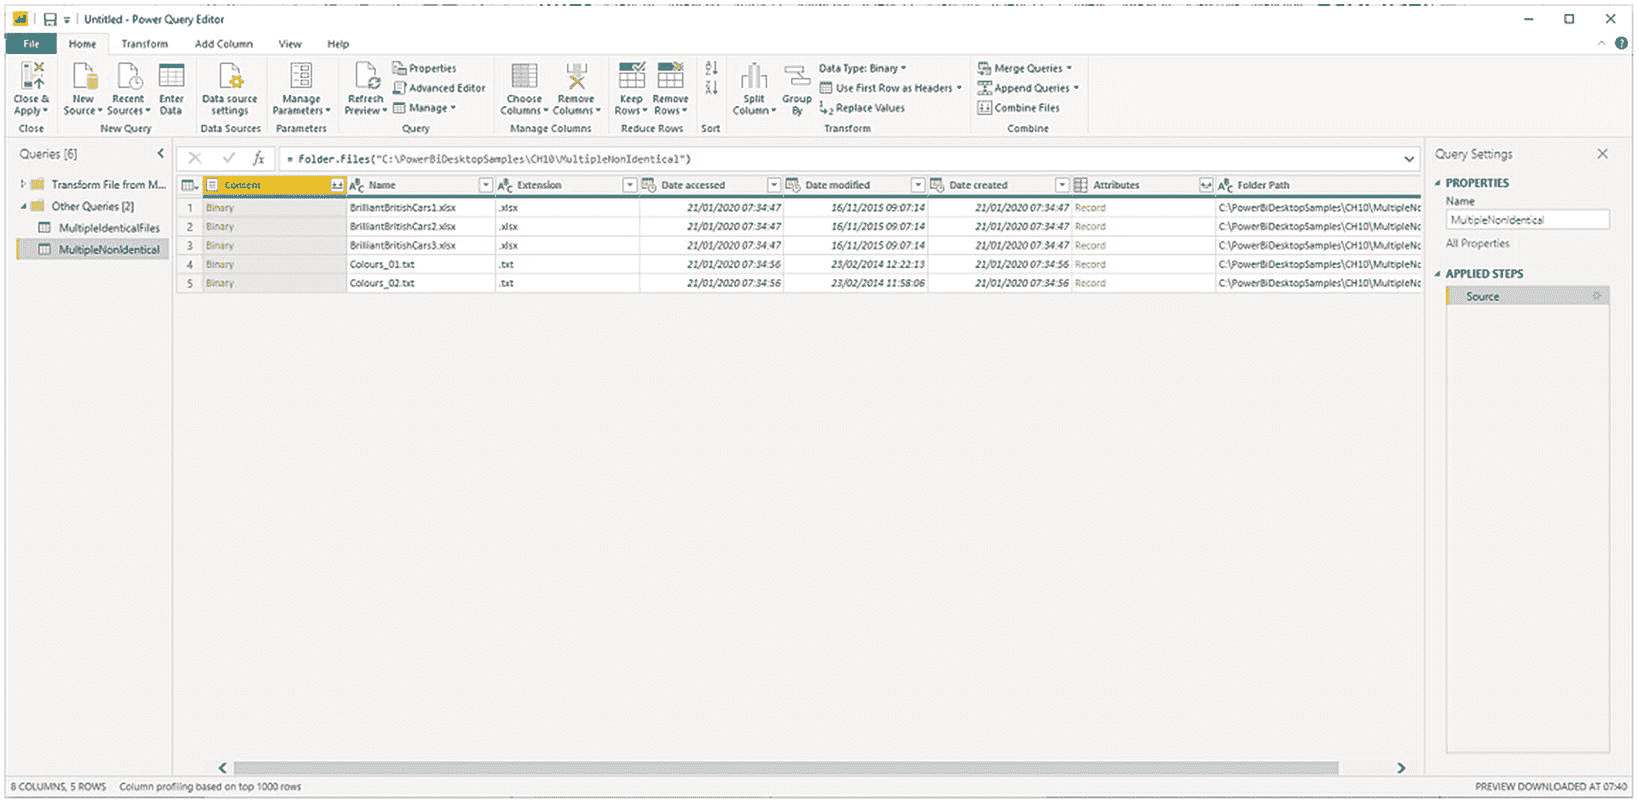 Untitled - Power Query Editor
File Home Transform Add Column View Help
Close & Apply
New Source
Recent Sources
Enter Data
Data source settings
Manage Parameters
Refresh Preview
Properties
Advanced Editor
Manage
Choose Columns
Remove Columns
Keep Rows
Remove Rows
Split Column
Group By
Data Type: Binary
Use First Row as Headers
Replace Values
Merge Queries
Append Queries
Combine Files
Close New Query Data Sources Parameters Query Manage Columns Reduce Rows Sort Transform Combine
Queries [6]
Transform File from M...
Other Queries [2]
MultipleIdenticalFiles
MultipleNonIdentical
= Folder.Files("C:\PowerBiDesktopSamples\CH10\MultipleNonIdentical")
Content Name Extension Date accessed Date modified Date created Attributes Folder Path
1 Binary BrilliantBritishCars1.xlsx .xlsx 21/01/2020 07:34:47 16/11/2015 09:07:14 21/01/2020 07:34:47 Record C:\PowerBiDesktopSamples\CH10\MultipleNo
2 Binary BrilliantBritishCars2.xlsx .xlsx 21/01/2020 07:34:47 16/11/2015 09:07:14 21/01/2020 07:34:47 Record C:\PowerBiDesktopSamples\CH10\MultipleNo
3 Binary BrilliantBritishCars3.xlsx .xlsx 21/01/2020 07:34:47 16/11/2015 09:07:14 21/01/2020 07:34:47 Record C:\PowerBiDesktopSamples\CH10\MultipleNo
4 Binary Colours_01.txt .txt 21/01/2020 07:34:56 23/02/2014 12:22:13 21/01/2020 07:34:56 Record C:\PowerBiDesktopSamples\CH10\MultipleNo
5 Binary Colours_02.txt .txt 21/01/2020 07:34:56 23/02/2014 11:58:06 21/01/2020 07:34:56 Record C:\PowerBiDesktopSamples\CH10\MultipleNo
Query Settings
PROPERTIES
Name
MultipleNonIdentical
All Properties
APPLIED STEPS
Source
8 COLUMNS, 5 ROWS Column profiling based on top 1000 rows
PREVIEW DOWNLOADED AT 07:40